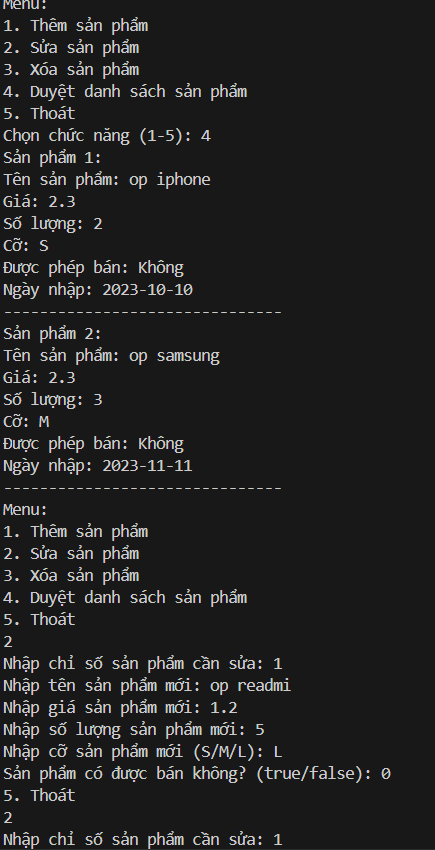 Menu:
1. Thêm sản phẩm
2. Sửa sản phẩm
3. Xóa sản phẩm
4. Duyệt danh sách sản phẩm
5. Thoát
Chọn chức năng (1-5): 4
Sản phẩm 1:
Tên sản phẩm: op iphone
Giá: 2.3
Số lượng: 2
Cỡ: S
Được phép bán: Không
Ngày nhập: 2023-10-10
-------------------------------
Sản phẩm 2:
Tên sản phẩm: op samsung
Giá: 2.3
Số lượng: 3
Cỡ: M
Được phép bán: Không
Ngày nhập: 2023-11-11
-------------------------------
Menu:
1. Thêm sản phẩm
2. Sửa sản phẩm
3. Xóa sản phẩm
4. Duyệt danh sách sản phẩm
5. Thoát
2
Nhập chỉ số sản phẩm cần sửa: 1
Nhập tên sản phẩm mới: op readmi
Nhập giá sản phẩm mới: 1.2
Nhập số lượng sản phẩm mới: 5
Nhập cỡ sản phẩm mới (S/M/L): L
Sản phẩm có được bán không? (true/false): 0
5. Thoát
2
Nhập chỉ số sản phẩm cần sửa: 1